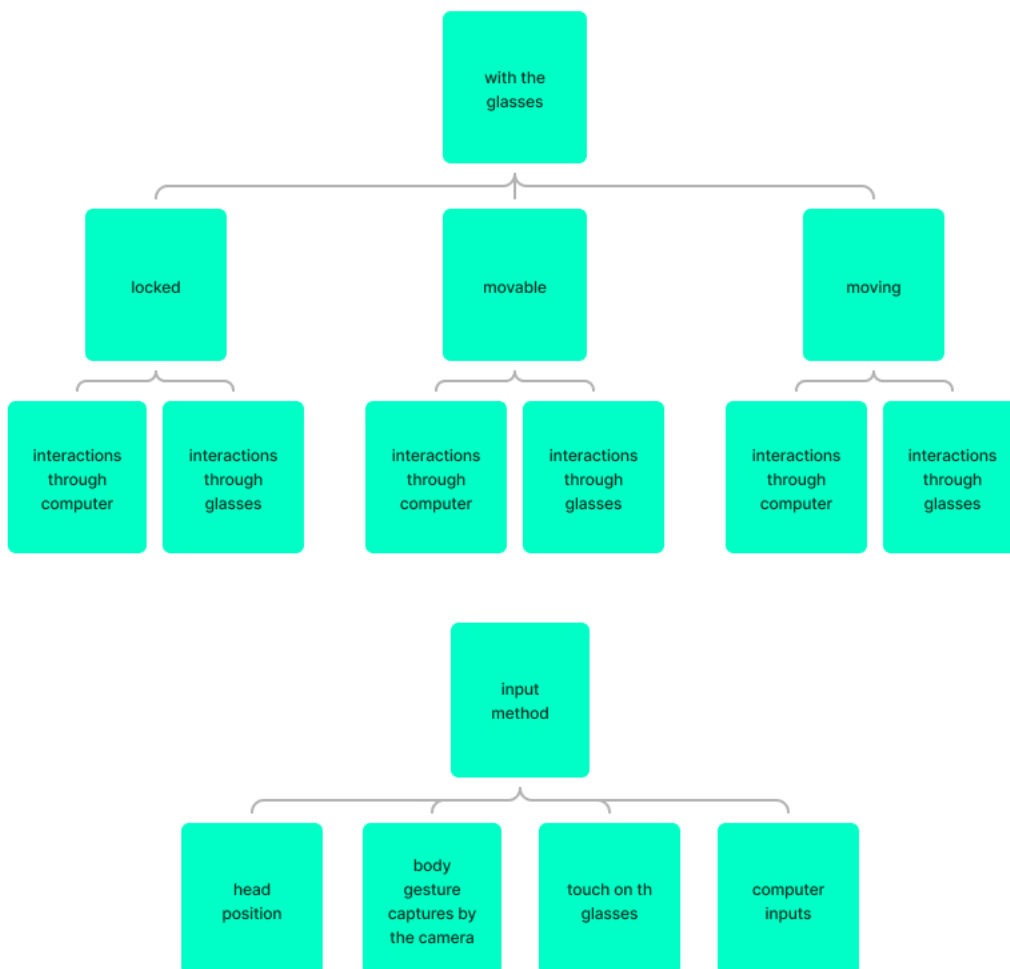 with the
glasses
locked
movable
moving
interactions
through
computer
interactions
through
glasses
interactions
through
computer
interactions
through
glasses
interactions
through
computer
interactions
through
glasses
input
method
head
position
body
gesture
captures by
the camera
touch on th
glasses
computer
inputs